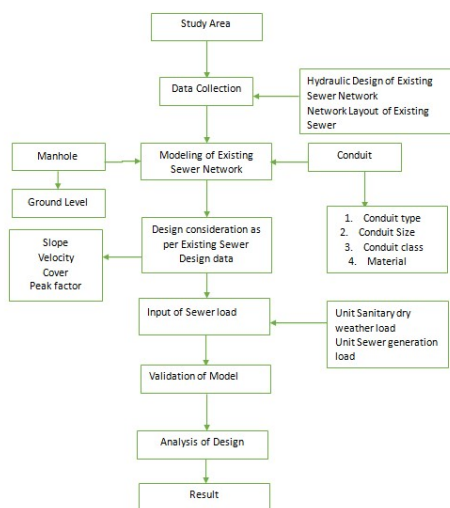 Study Area
Data Collection
Hydraulic Design of Existing
Sewer Network
Network Layout of Existing
Sewer
Manhole
Modeling of Existing
Sewer Network
Conduit
Ground Level
1. Conduit type
2. Conduit Size
3. Conduit class
4. Material
Design consideration as
per Existing Sewer
Design data
Slope
Velocity
Cover
Peak factor
Input of Sewer load
Unit Sanitary dry
weather load
Unit Sewer generation
load
Validation of Model
Analysis of Design
Result